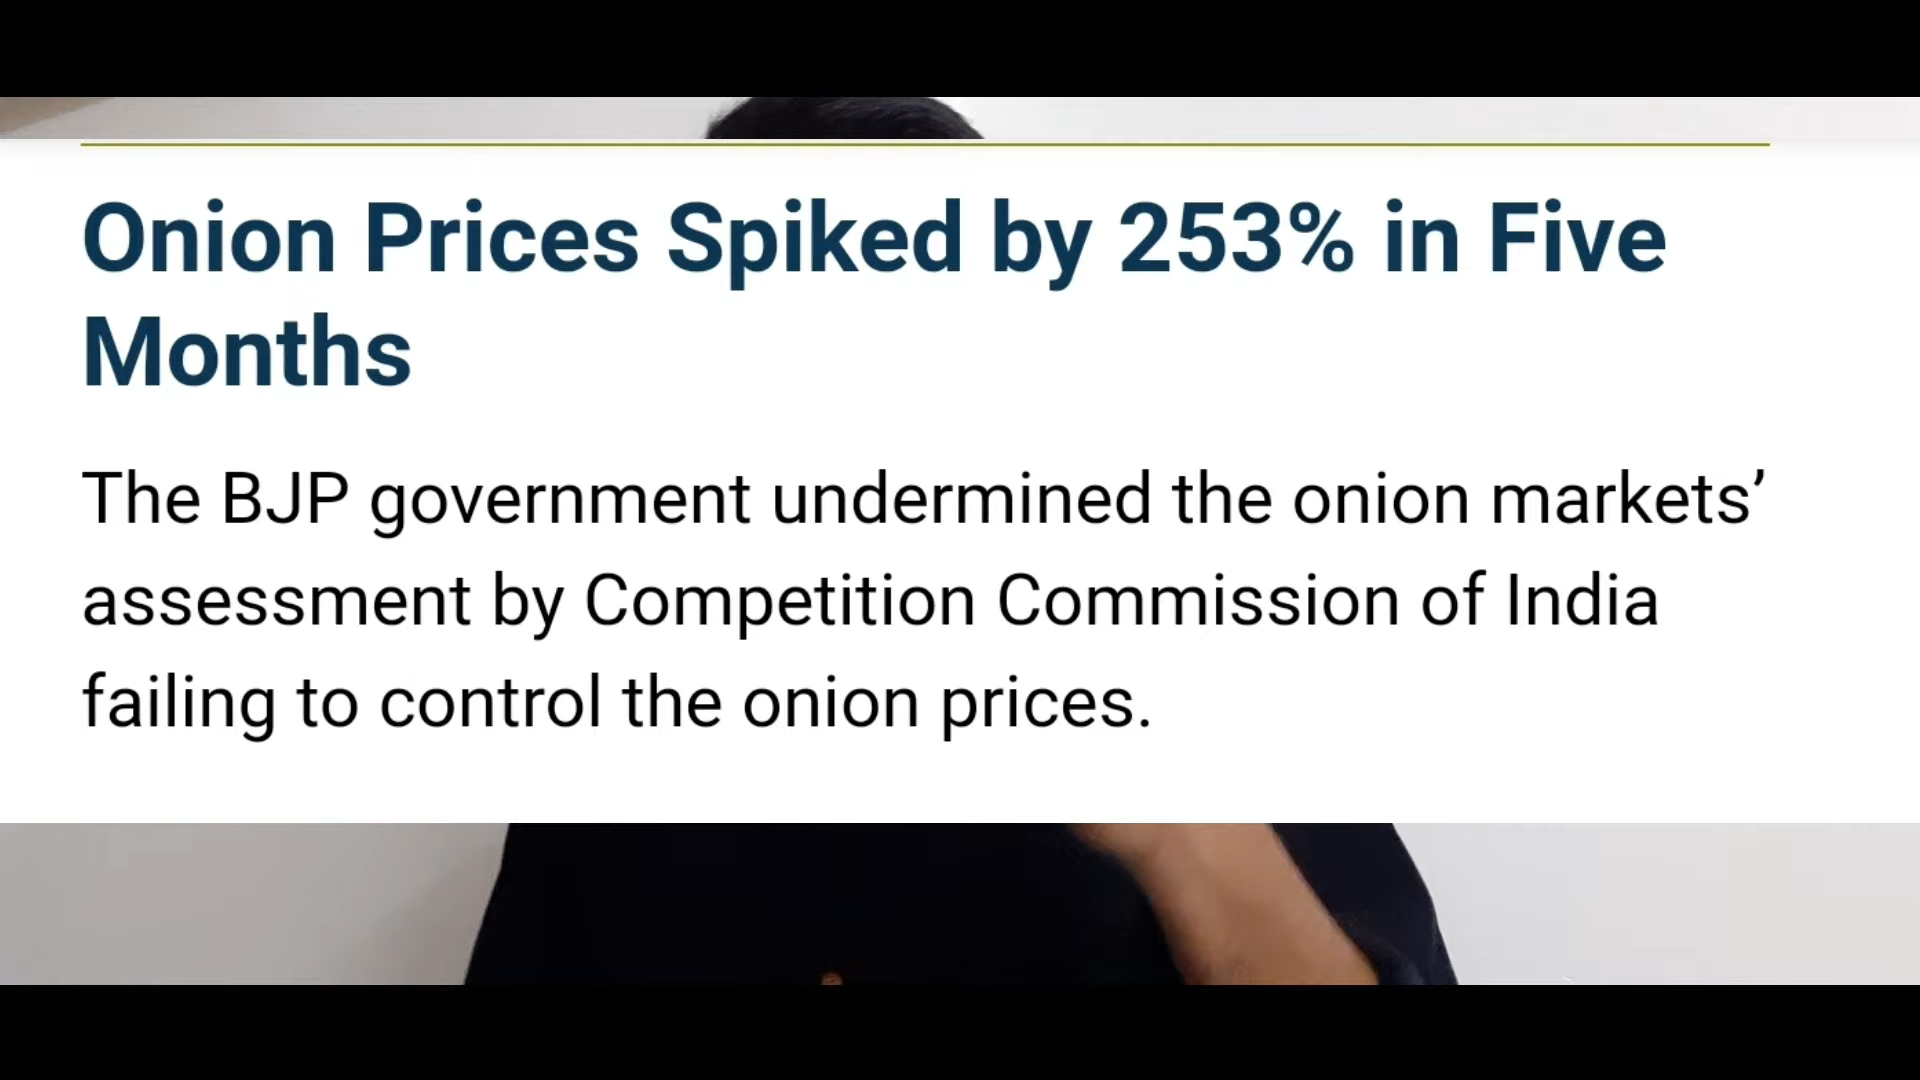 Onion Prices Spiked by 253% in Five
Months
The BJP government undermined the onion markets’
assessment by Competition Commission of India
failing to control the onion prices.